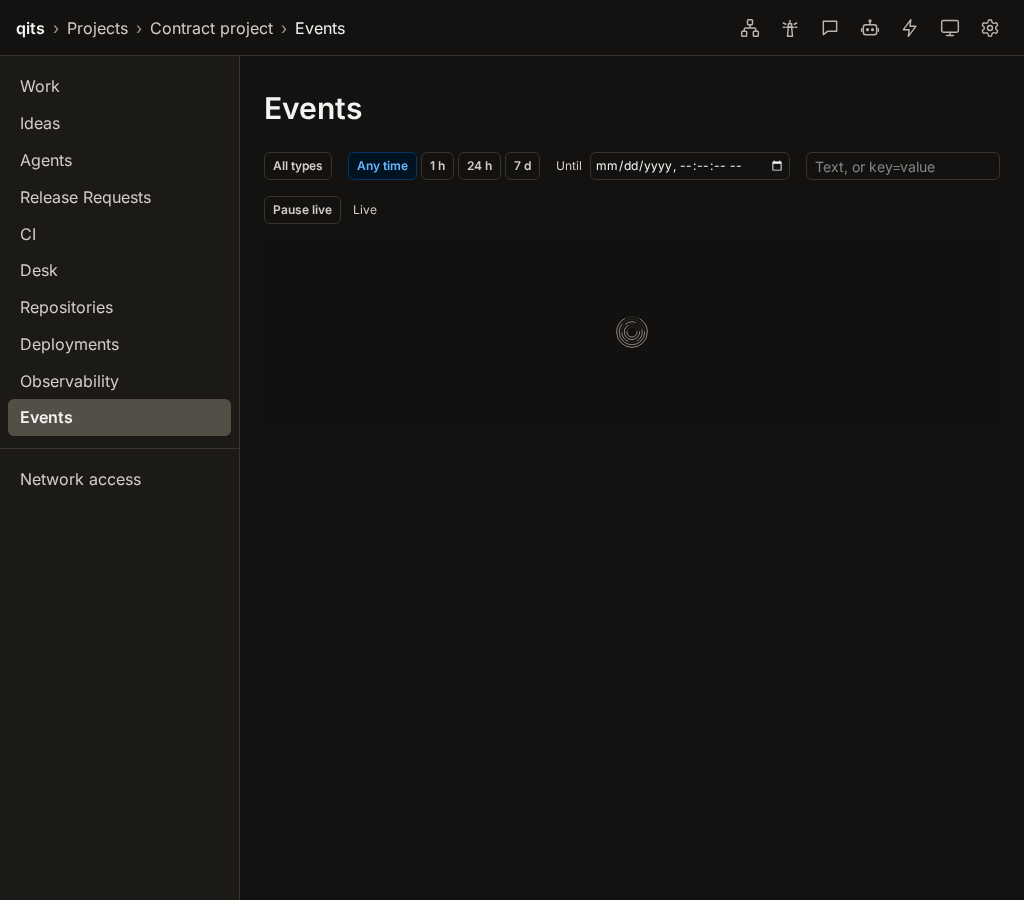 qits › Projects › Contract project › Events
Work
Ideas
Agents
Release Requests
CI
Desk
Repositories
Deployments
Observability
Events
Network access
Events
All types Any time 1 h 24 h 7 d Until mm/dd/yyyy, --:--:-- -- Text, or key=value
Pause live Live